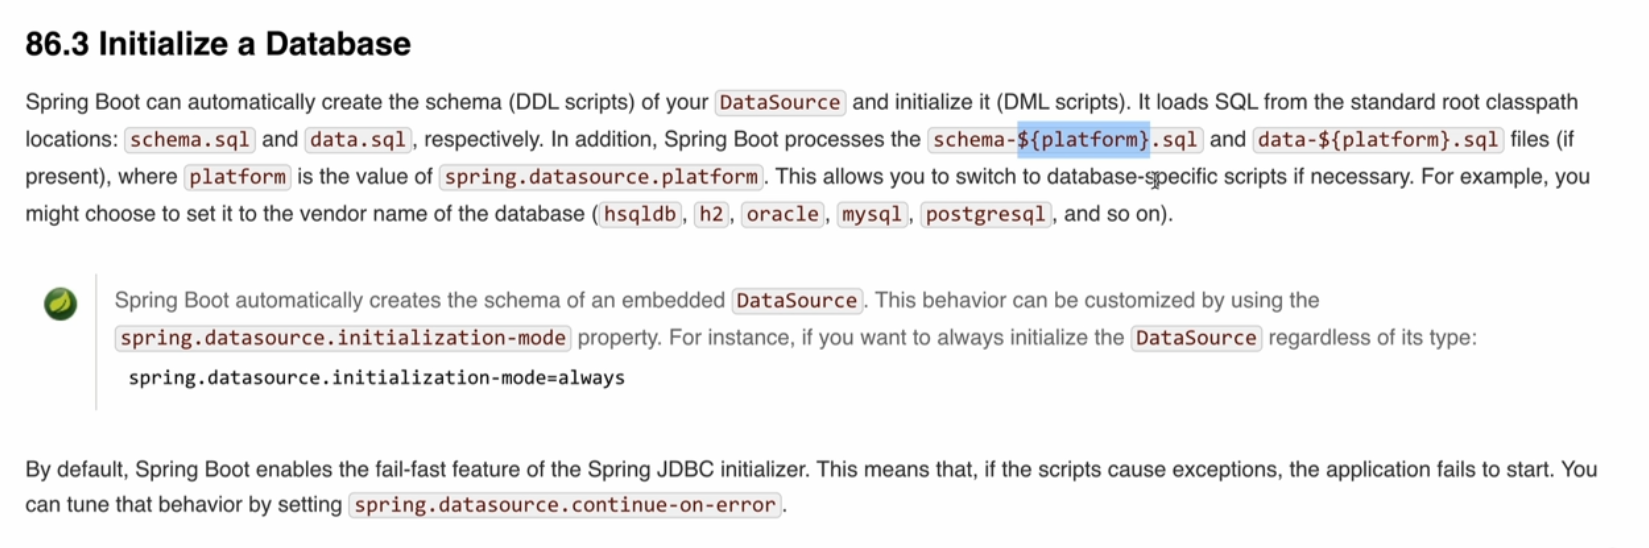 86.3 Initialize a Database
Spring Boot can automatically create the schema (DDL scripts) of your DataSource and initialize it (DML scripts). It loads SQL from the standard root classpath
locations: schema.sql and data.sql, respectively. In addition, Spring Boot processes the schema-${platform}.sql and data-${platform}.sql files (if
present), where platform is the value of spring.datasource.platform. This allows you to switch to database-specific scripts if necessary. For example, you
might choose to set it to the vendor name of the database (hsqldb, h2, oracle, mysql, postgresql, and so on).
Spring Boot automatically creates the schema of an embedded DataSource. This behavior can be customized by using the
spring.datasource.initialization-mode property. For instance, if you want to always initialize the DataSource regardless of its type:
spring.datasource.initialization-mode=always
By default, Spring Boot enables the fail-fast feature of the Spring JDBC initializer. This means that, if the scripts cause exceptions, the application fails to start. You
can tune that behavior by setting spring.datasource.continue-on-error.